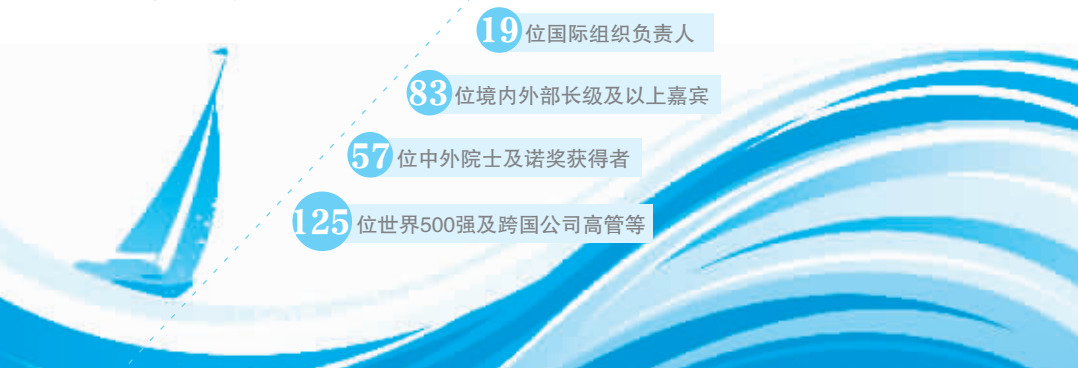 19位国际组织负责人
83位境内外部长级及以上嘉宾
57位中外院士及诺奖获得者
125位世界500强及跨国公司高管等